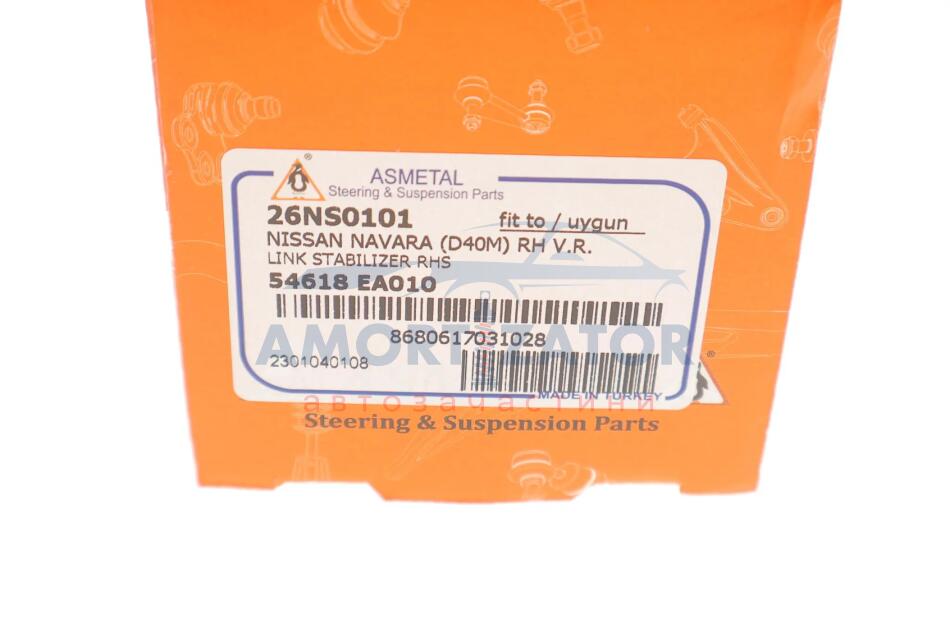 ASMETAL
Steering & Suspension Parts
26NS0101 fit to / uygun
NISSAN NAVARA (D40M) RH V.R.
LINK STABILIZER RHS
54618 EA010
8680617031028
AMORTIZATOR
2301040108
MADE IN TURKEY
автозапчастини
Steering & Suspension Parts